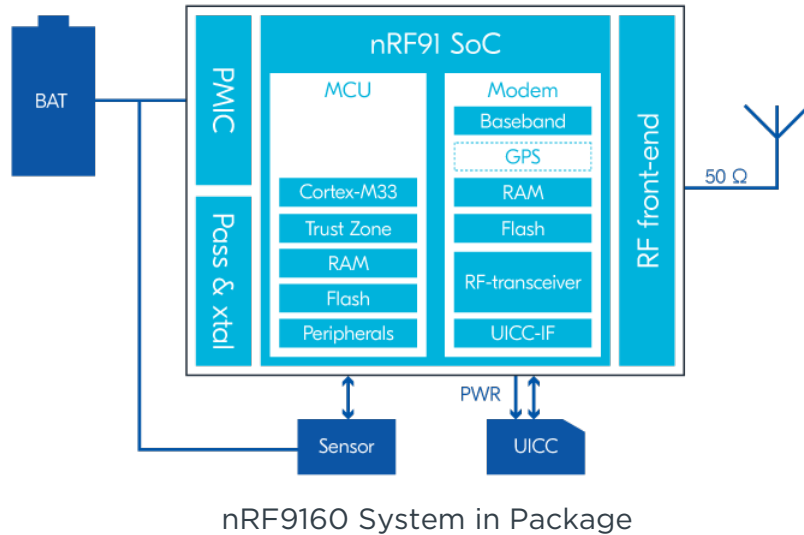 BAT
PMIC
Pass & xtal
nRF91 SoC
MCU
Cortex-M33
Trust Zone
RAM
Flash
Peripherals
Modem
Baseband
GPS
RAM
Flash
RF-transceiver
UICC-IF
RF front-end
50 Ω
PWR
Sensor
UICC
nRF9160 System in Package